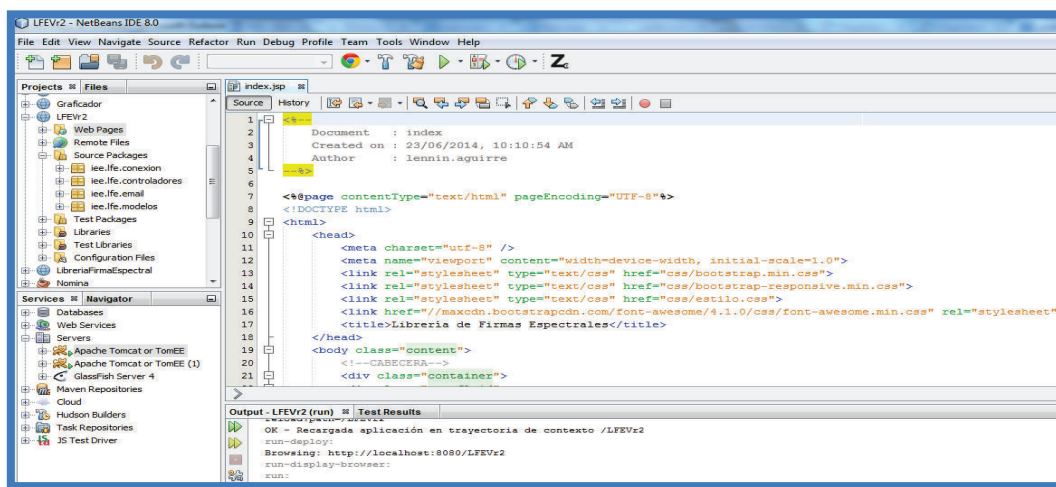 LFEVr2 - NetBeans IDE 8.0
File Edit View Navigate Source Refactor Run Debug Profile Team Tools Window Help
Projects Files
Graficador
LFEVr2
Web Pages
Remote Files
Source Packages
iee.lfe.conexion
iee.lfe.controladores
iee.lfe.email
iee.lfe.modelos
Test Packages
Libraries
Test Libraries
Configuration Files
LibreriaFirmaEspectral
Nomina
Services Navigator
Databases
Web Services
Servers
Apache Tomcat or TomEE
Apache Tomcat or TomEE (1)
GlassFish Server 4
Maven Repositories
Cloud
Hudson Builders
Task Repositories
JS Test Driver
index.jsp
Source History
1 <%--
2 Document : index
3 Created on : 23/06/2014, 10:10:54 AM
4 Author : lennin.aguirre
5 --%>
6
7 <%@page contentType="text/html" pageEncoding="UTF-8"%>
8 <!DOCTYPE html>
9 <html>
10 <head>
11 <meta charset="utf-8" />
12 <meta name="viewport" content="width=device-width, initial-scale=1.0">
13 <link rel="stylesheet" type="text/css" href="css/bootstrap.min.css">
14 <link rel="stylesheet" type="text/css" href="css/bootstrap-responsive.min.css">
15 <link rel="stylesheet" type="text/css" href="css/estilo.css">
16 <link href="//maxcdn.bootstrapcdn.com/font-awesome/4.1.0/css/font-awesome.min.css" rel="stylesheet"
17 <title>Libreria de Firmas Espectrales</title>
18 </head>
19 <body class="content">
20 <!--CABECERA-->
21 <div class="container">
Output - LFEVr2 (run) Test Results
OK - Recargada aplicación en trayectoria de contexto /LFEVr2
run-deploy:
Browsing: http://localhost:8080/LFEVr2
run-display-browser:
run: